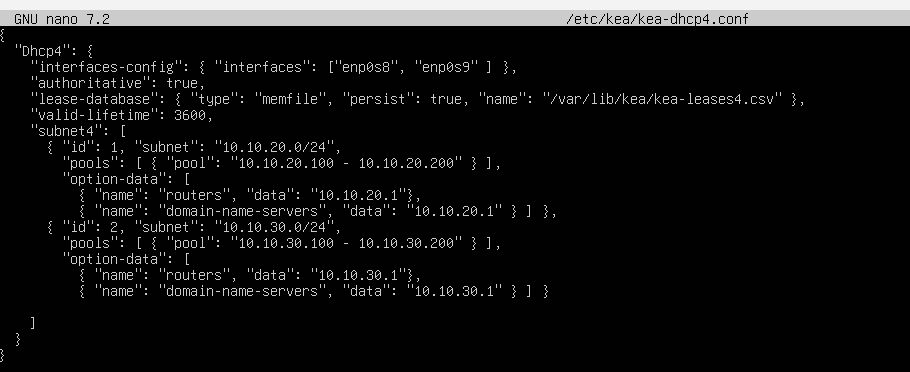 GNU nano 7.2 /etc/kea/kea-dhcp4.conf
{
  "Dhcp4": {
    "interfaces-config": { "interfaces": ["enp0s8", "enp0s9" ] },
    "authoritative": true,
    "lease-database": { "type": "memfile", "persist": true, "name": "/var/lib/kea/kea-leases4.csv" },
    "valid-lifetime": 3600,
    "subnet4": [
      { "id": 1, "subnet": "10.10.20.0/24",
        "pools": [ { "pool": "10.10.20.100 - 10.10.20.200" } ],
        "option-data": [
          { "name": "routers", "data": "10.10.20.1"},
          { "name": "domain-name-servers", "data": "10.10.20.1" } ] },
      { "id": 2, "subnet": "10.10.30.0/24",
        "pools": [ { "pool": "10.10.30.100 - 10.10.30.200" } ],
        "option-data": [
          { "name": "routers", "data": "10.10.30.1"},
          { "name": "domain-name-servers", "data": "10.10.30.1" } ] }

    ]
  }
}